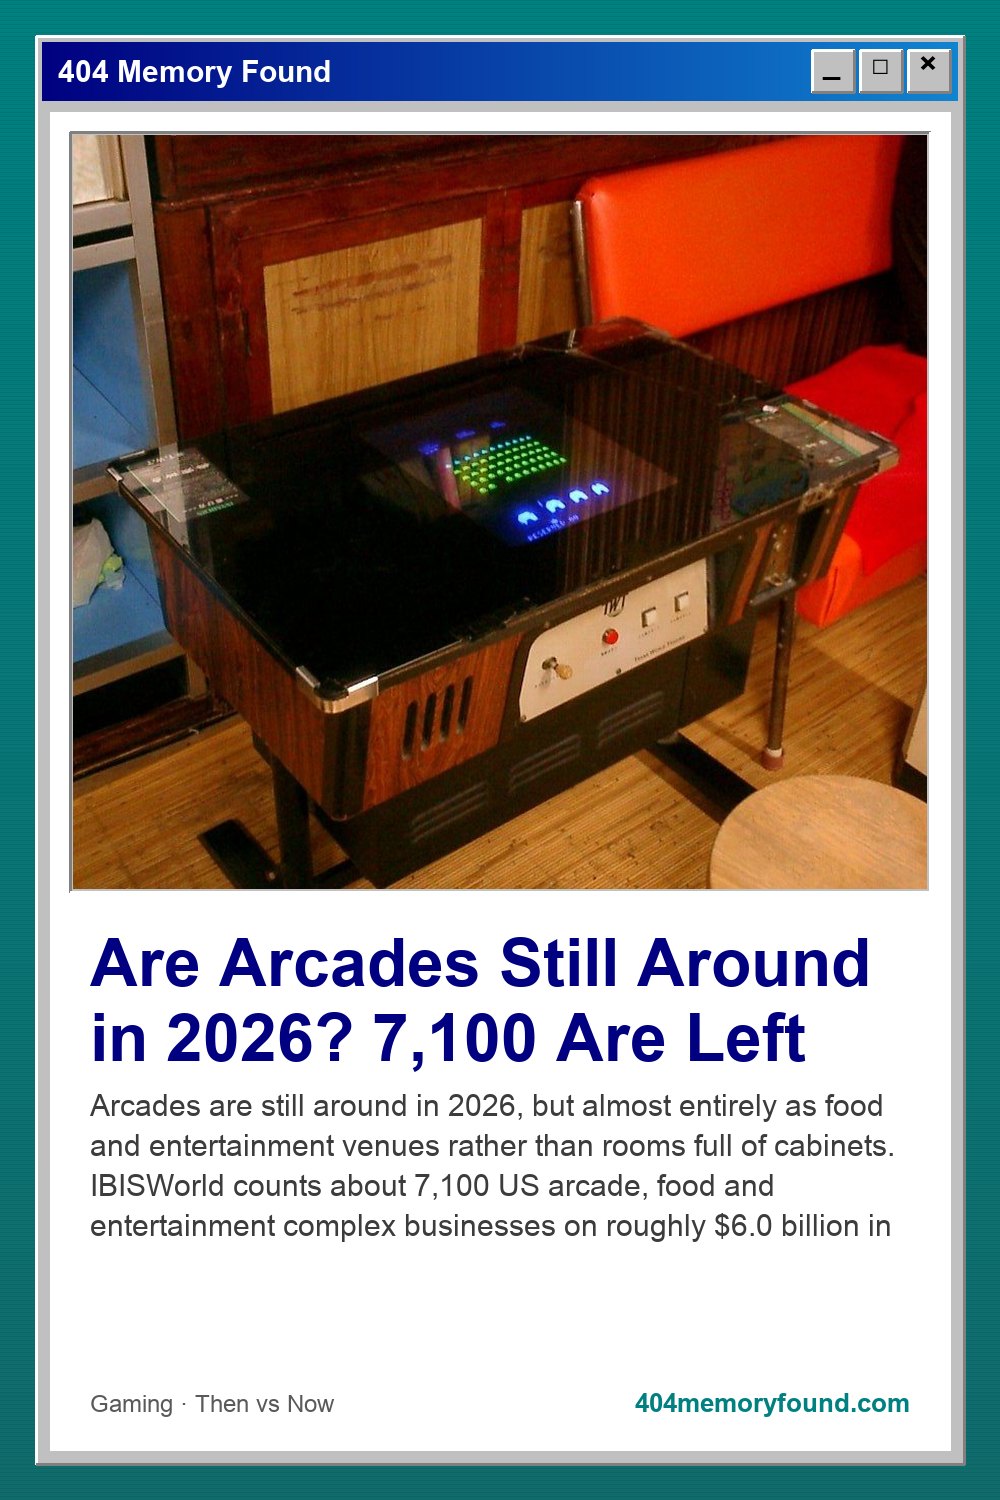 404 Memory Found
TWT
Are Arcades Still Around
in 2026? 7,100 Are Left
Arcades are still around in 2026, but almost entirely as food
and entertainment venues rather than rooms full of cabinets.
IBISWorld counts about 7,100 US arcade, food and
entertainment complex businesses on roughly $6.0 billion in
Gaming · Then vs Now
404memoryfound.com